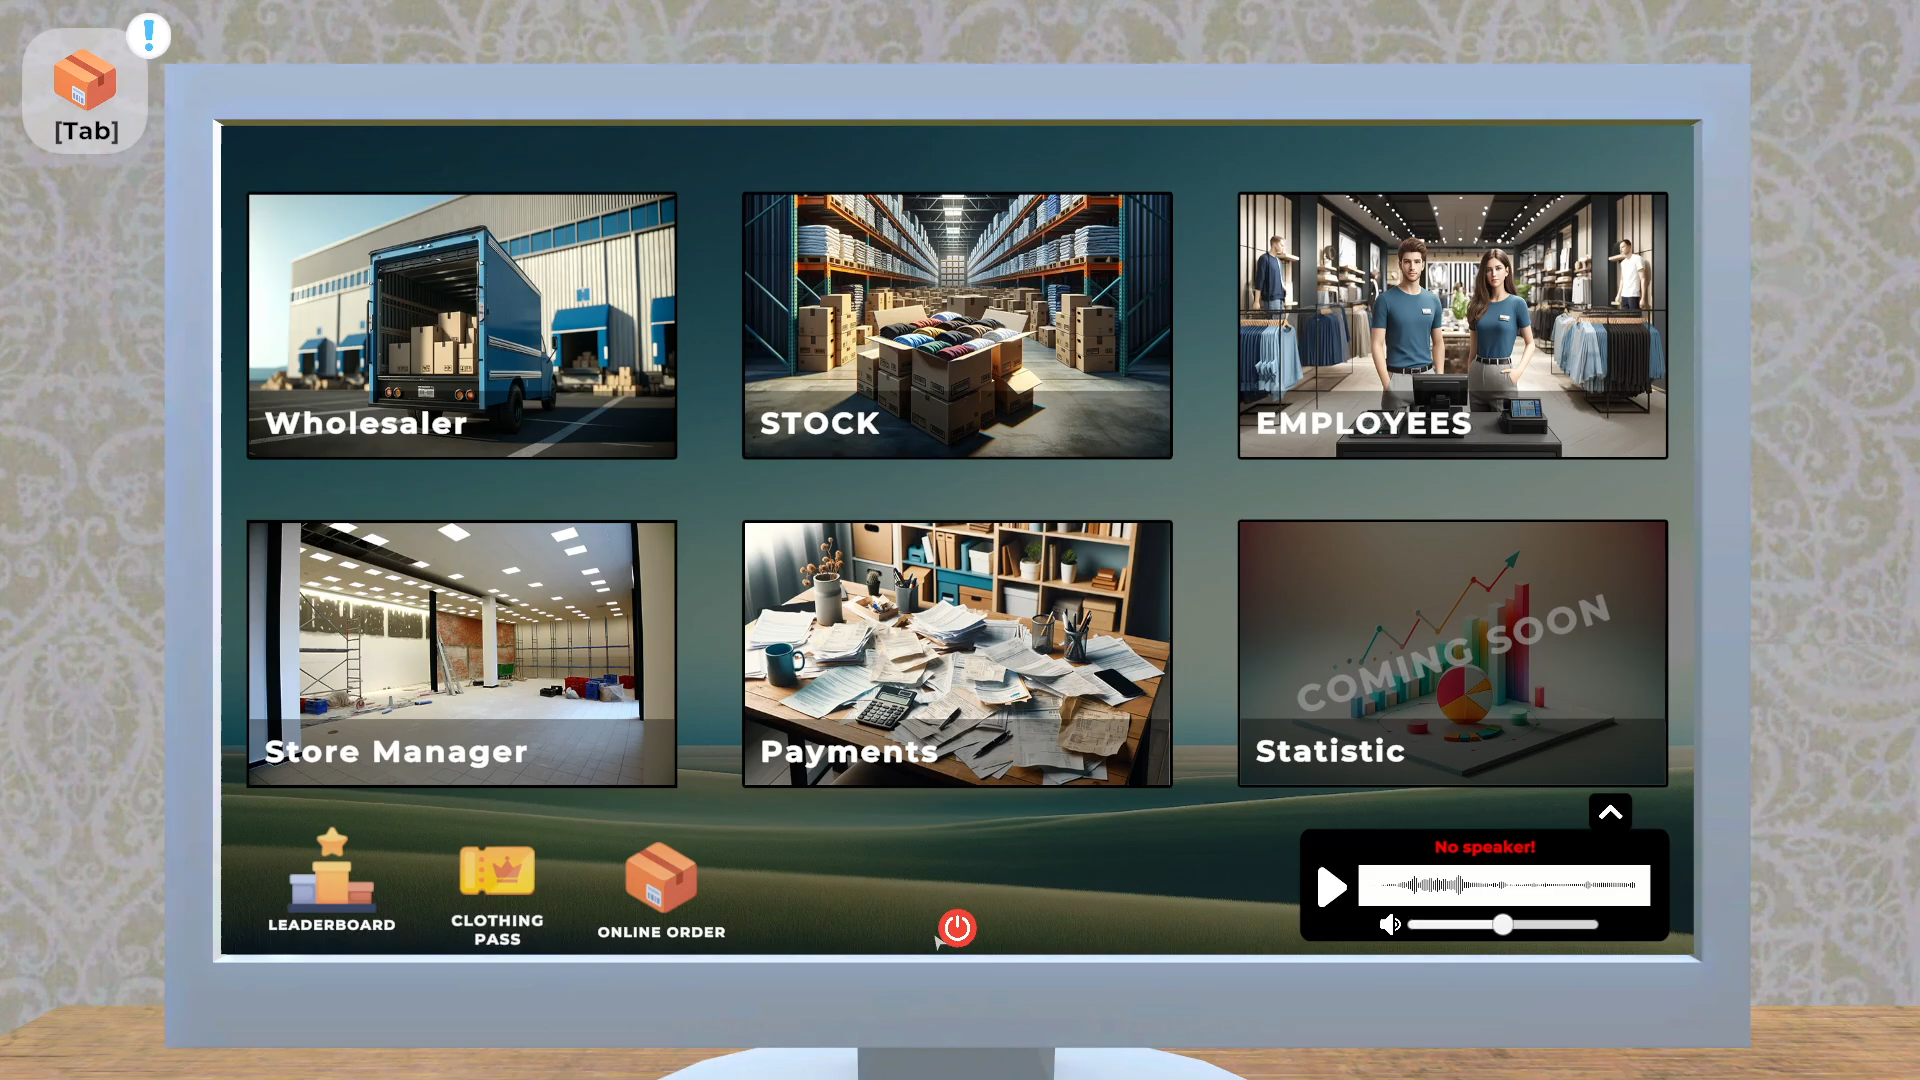 [Tab]
Wholesaler
STOCK
EMPLOYEES
Store Manager
Payments
COMING SOON
Statistic
LEADERBOARD
CLOTHING
PASS
ONLINE ORDER
No speaker!